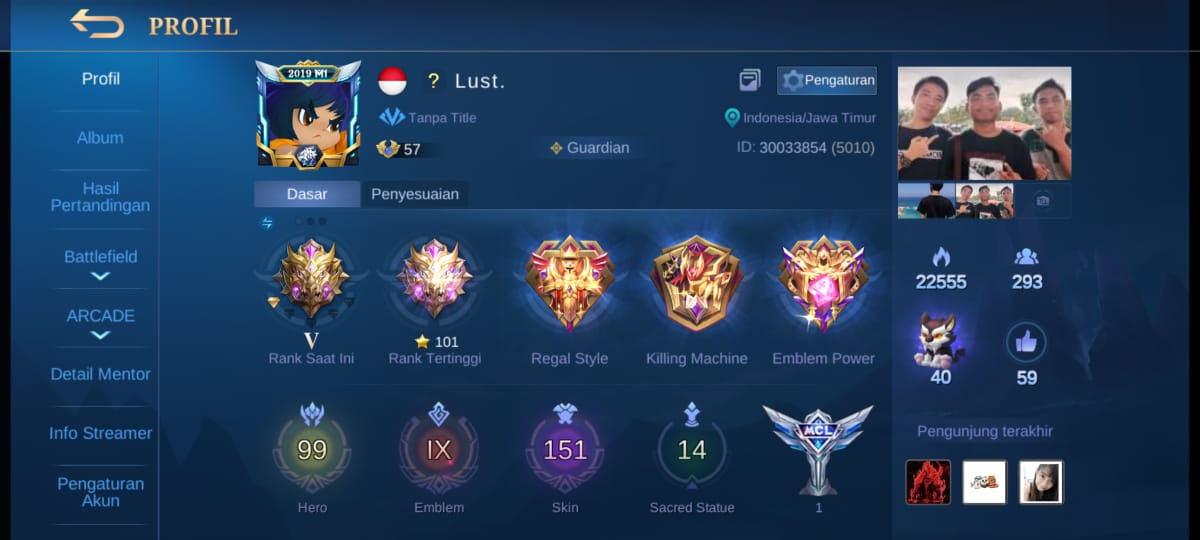 PROFIL
Profil
Album
Hasil
Pertandingan
Battlefield
ARCADE
Detail Mentor
Info Streamer
Pengaturan
Akun
2019 M1
? Lust.
Pengaturan
Tanpa Title
Indonesia/Jawa Timur
57
Guardian
ID: 30033854 (5010)
Dasar
Penyesuaian
V
Rank Saat Ini
101
Rank Tertinggi
Regal Style
Killing Machine
Emblem Power
99
Hero
IX
Emblem
151
Skin
14
Sacred Statue
MCL
1
22555
293
40
59
Pengunjung terakhir